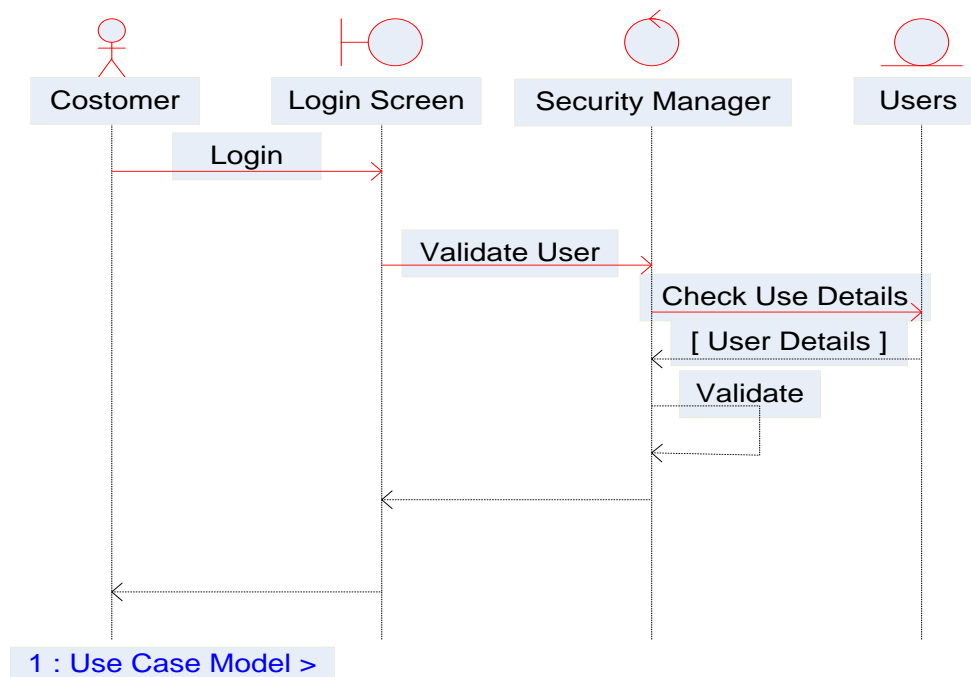 Costomer
Login Screen
Security Manager
Users
Login
Validate User
Check Use Details
[ User Details ]
Validate
1 : Use Case Model >